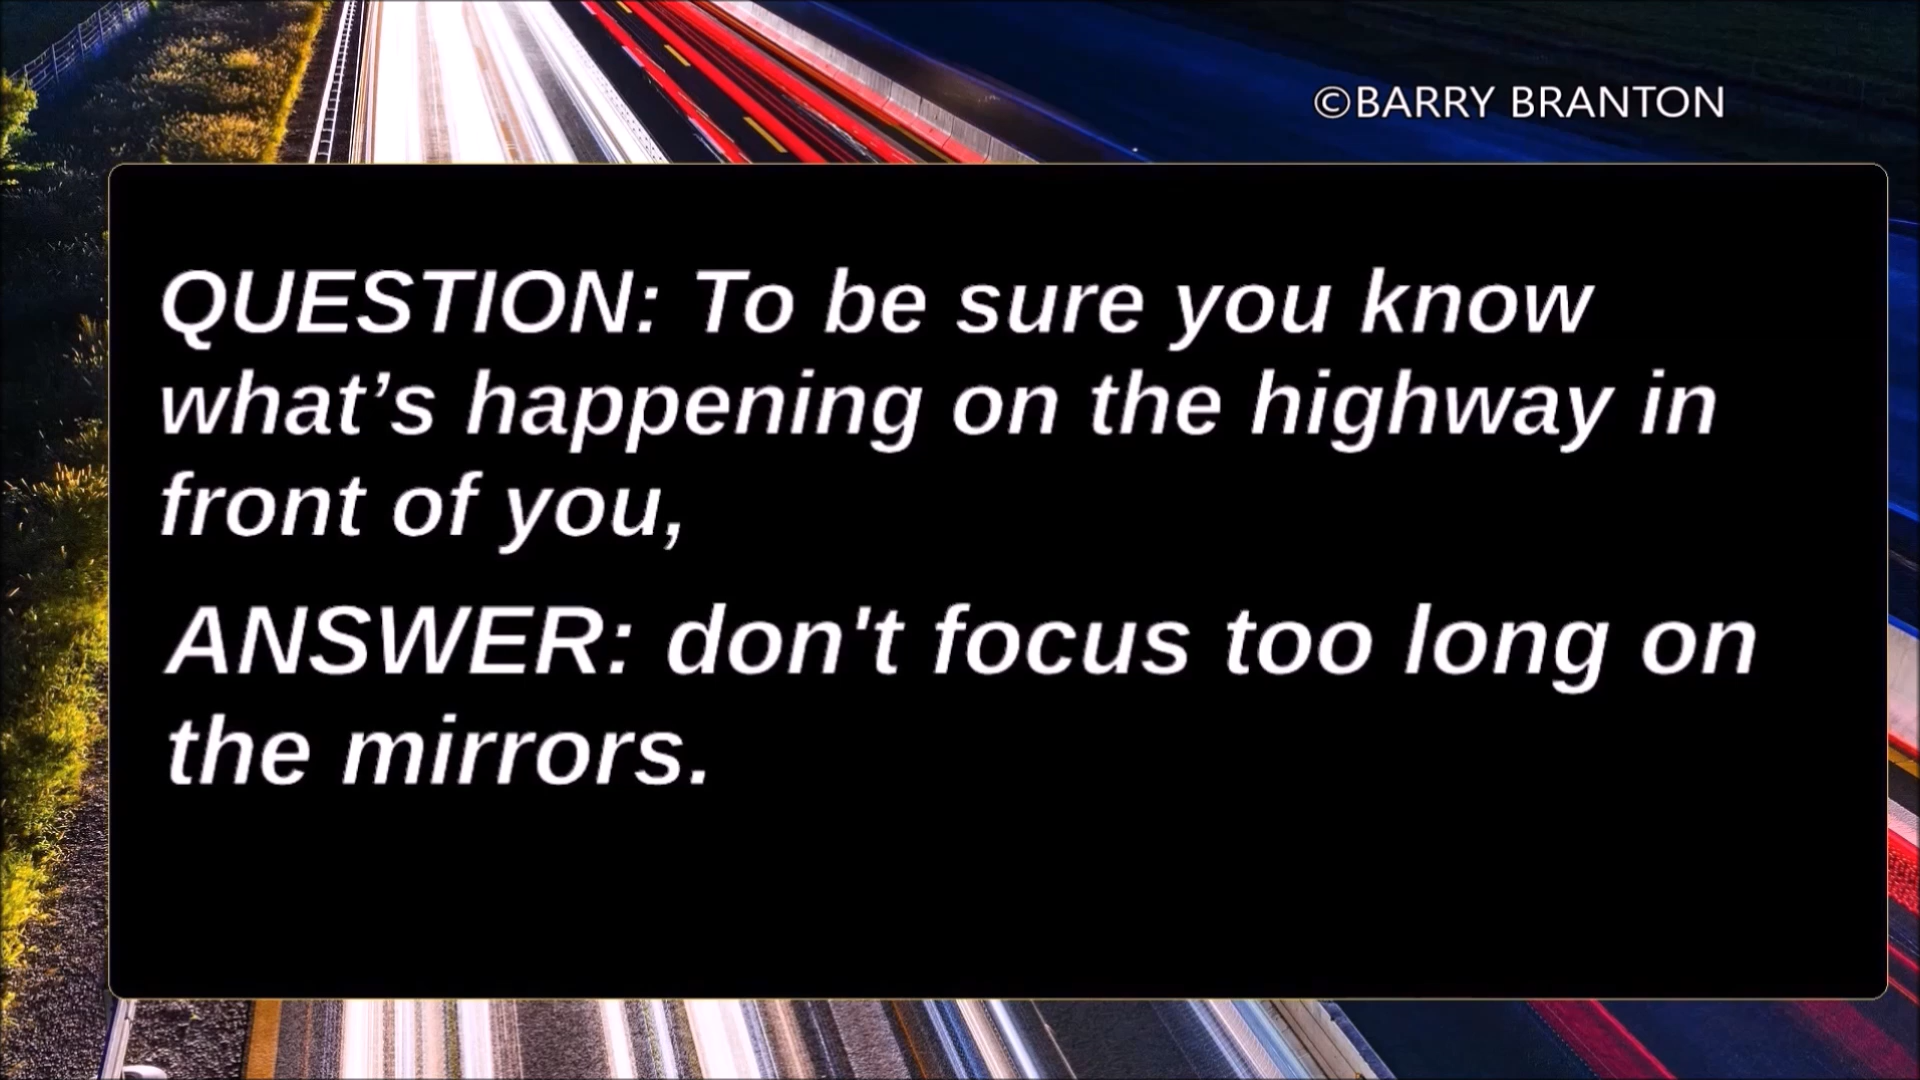 ©BARRY BRANTON
QUESTION: To be sure you know
what’s happening on the highway in
front of you,
ANSWER: don't focus too long on
the mirrors.